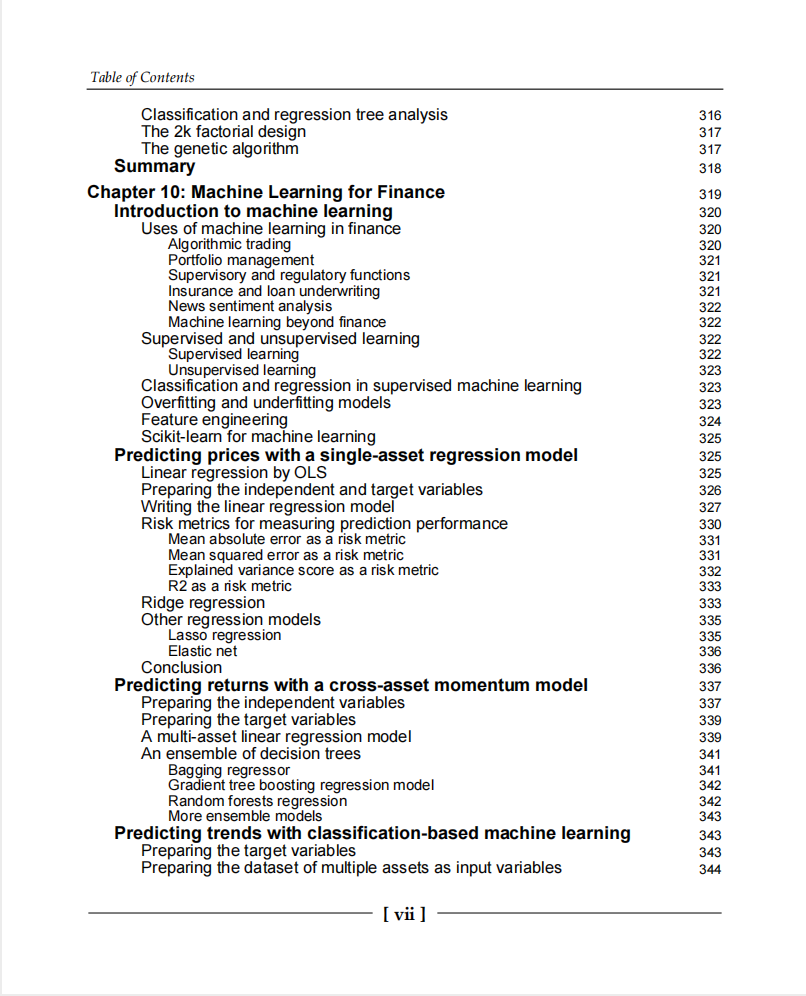 Table of Contents
Classification and regression tree analysis 316
The 2k factorial design 317
The genetic algorithm 317
Summary 318
Chapter 10: Machine Learning for Finance 319
Introduction to machine learning 320
Uses of machine learning in finance 320
Algorithmic trading 320
Portfolio management 321
Supervisory and regulatory functions 321
Insurance and loan underwriting 321
News sentiment analysis 322
Machine learning beyond finance 322
Supervised and unsupervised learning 322
Supervised learning 322
Unsupervised learning 323
Classification and regression in supervised machine learning 323
Overfitting and underfitting models 323
Feature engineering 324
Scikit-learn for machine learning 325
Predicting prices with a single-asset regression model 325
Linear regression by OLS 325
Preparing the independent and target variables 326
Writing the linear regression model 327
Risk metrics for measuring prediction performance 330
Mean absolute error as a risk metric 331
Mean squared error as a risk metric 331
Explained variance score as a risk metric 332
R2 as a risk metric 333
Ridge regression 333
Other regression models 335
Lasso regression 335
Elastic net 336
Conclusion 336
Predicting returns with a cross-asset momentum model 337
Preparing the independent variables 337
Preparing the target variables 339
A multi-asset linear regression model 339
An ensemble of decision trees 341
Bagging regressor 341
Gradient tree boosting regression model 342
Random forests regression 342
More ensemble models 343
Predicting trends with classification-based machine learning 343
Preparing the target variables 343
Preparing the dataset of multiple assets as input variables 344
[ vii ]